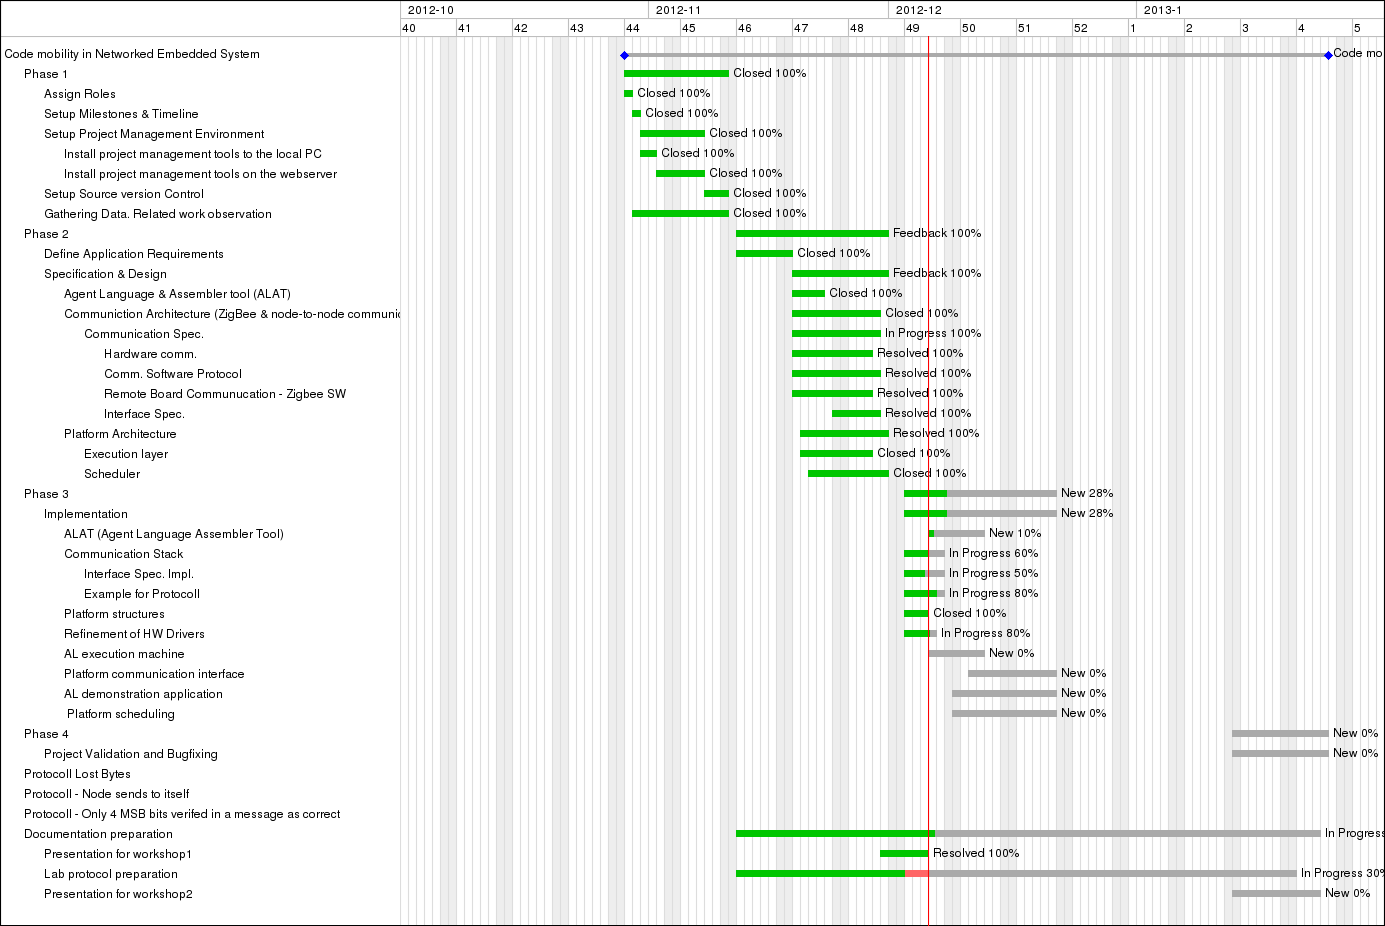 2012-10 2012-11 2012-12 2013-1
40 41 42 43 44 45 46 47 48 49 50 51 52 1 2 3 4 5
Code mobility in Networked Embedded System Code mo
Phase 1 Closed 100%
Assign Roles Closed 100%
Setup Milestones & Timeline Closed 100%
Setup Project Management Environment Closed 100%
Install project management tools to the local PC Closed 100%
Install project management tools on the webserver Closed 100%
Setup Source version Control Closed 100%
Gathering Data. Related work observation Closed 100%
Phase 2 Feedback 100%
Define Application Requirements Closed 100%
Specification & Design Feedback 100%
Agent Language & Assembler tool (ALAT) Closed 100%
Communiction Architecture (ZigBee & node-to-node communic Closed 100%
Communication Spec. In Progress 100%
Hardware comm. Resolved 100%
Comm. Software Protocol Resolved 100%
Remote Board Communucation - Zigbee SW Resolved 100%
Interface Spec. Resolved 100%
Platform Architecture Resolved 100%
Execution layer Closed 100%
Scheduler Closed 100%
Phase 3 New 28%
Implementation New 28%
ALAT (Agent Language Assembler Tool) New 10%
Communication Stack In Progress 60%
Interface Spec. Impl. In Progress 50%
Example for Protocoll In Progress 80%
Platform structures Closed 100%
Refinement of HW Drivers In Progress 80%
AL execution machine New 0%
Platform communication interface New 0%
AL demonstration application New 0%
Platform scheduling New 0%
Phase 4 New 0%
Project Validation and Bugfixing New 0%
Protocoll Lost Bytes
Protocoll - Node sends to itself
Protocoll - Only 4 MSB bits verifed in a message as correct
Documentation preparation In Progress
Presentation for workshop1 Resolved 100%
Lab protocol preparation In Progress 30%
Presentation for workshop2 New 0%